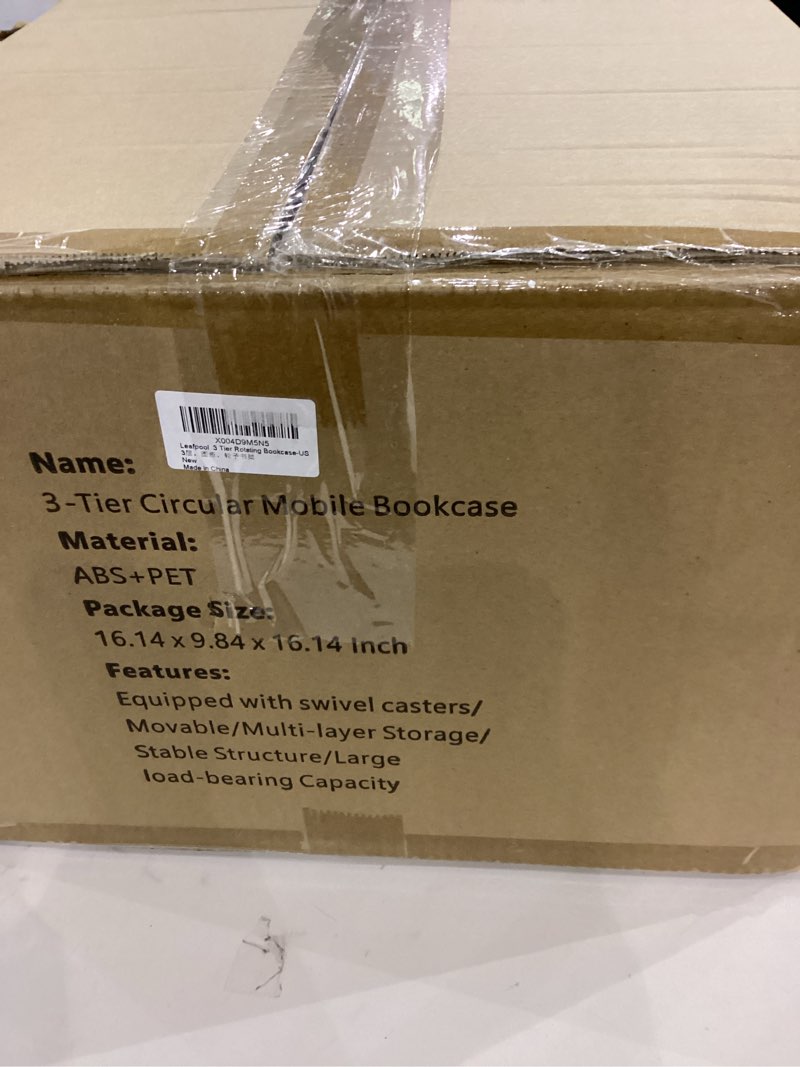 X004D9M5N5
Leafpool 3 Tier Rotating Bookcase-US
New
Made in China
Name:
3-Tier Circular Mobile Bookcase
Material:
ABS+PET
Package Size:
16.14 x 9.84 x 16.14 Inch
Features:
Equipped with swivel casters/
Movable/Multi-layer Storage/
Stable Structure/Large
load-bearing Capacity